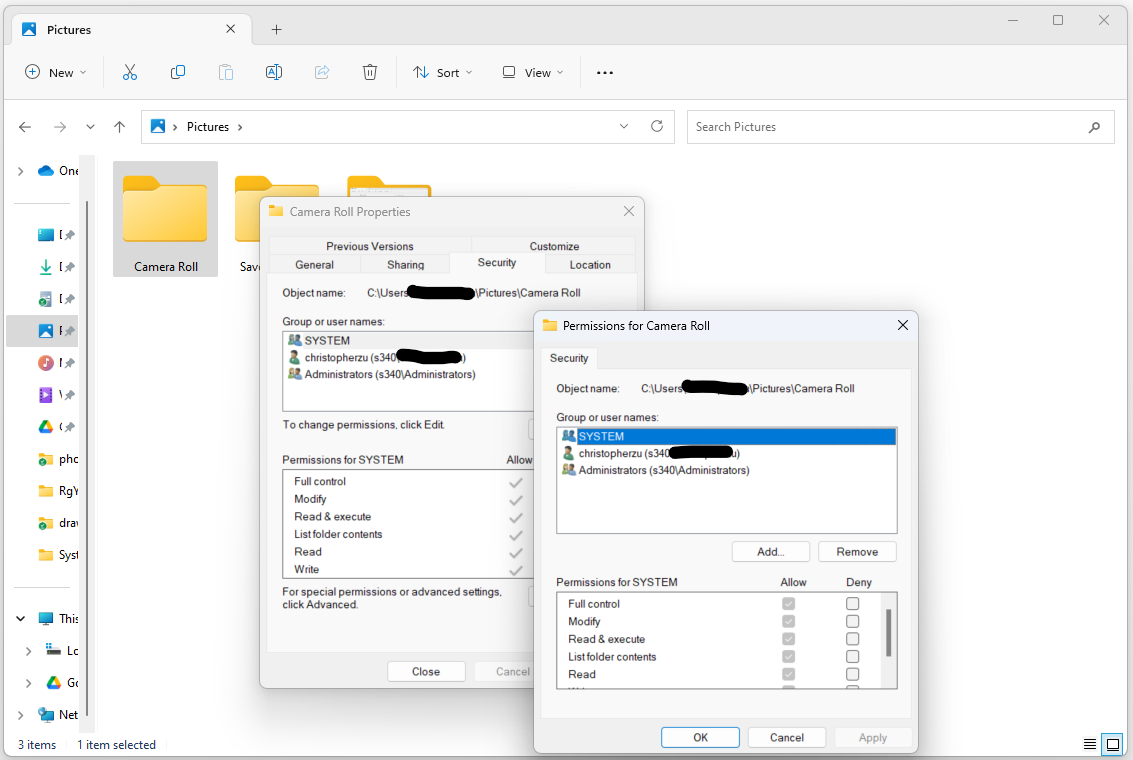 Pictures
New
Sort
View
Pictures
Search Pictures
One
Camera Roll
Save
pho
RgY
drav
Syst
This
Lo
Go
Net
3 items
1 item selected
Camera Roll Properties
Previous Versions
Customize
General
Sharing
Security
Location
Object name:
C:\Users
\Pictures\Camera Roll
Group or user names:
SYSTEM
christopherzu (s340\
)
Administrators (s340\Administrators)
To change permissions, click Edit.
Permissions for SYSTEM
Allow
Full control
Modify
Read & execute
List folder contents
Read
Write
For special permissions or advanced settings,
click Advanced.
Close
Cancel
Permissions for Camera Roll
Security
Object name:
C:\Users
\Pictures\Camera Roll
Group or user names:
SYSTEM
christopherzu (s340
u)
Administrators (s340\Administrators)
Add...
Remove
Permissions for SYSTEM
Allow
Deny
Full control
Modify
Read & execute
List folder contents
Read
OK
Cancel
Apply